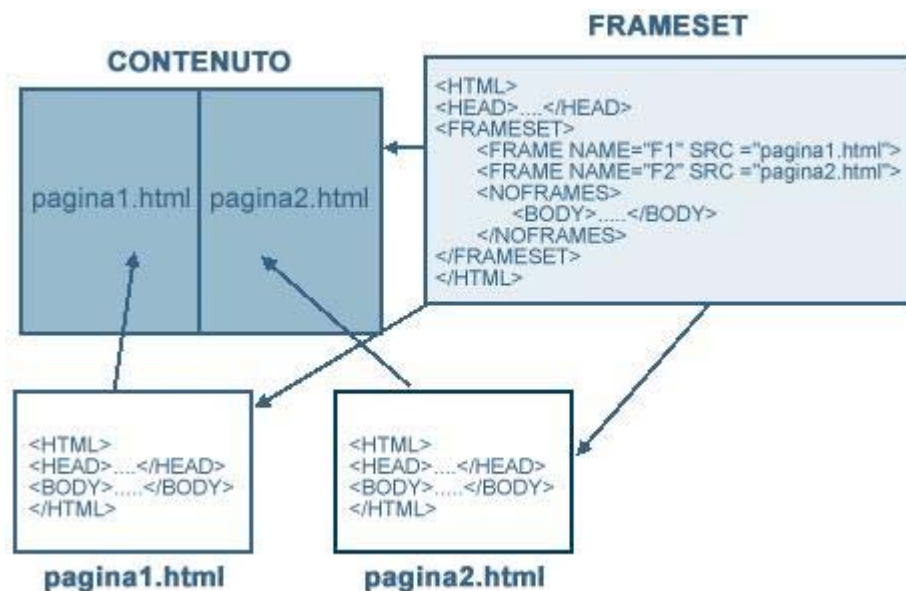 FRAMESET
CONTENUTO
<HTML>
<HEAD>....</HEAD>
<FRAMESET>
<FRAME NAME="F1" SRC ="pagina1.html">
<FRAME NAME="F2" SRC ="pagina2.html">
<NOFRAMES>
<BODY>.....</BODY>
</NOFRAMES>
</FRAMESET>
</HTML>
pagina1.html
pagina2.html
<HTML>
<HEAD>....</HEAD>
<BODY>.....</BODY>
</HTML>
pagina1.html
<HTML>
<HEAD>....</HEAD>
<BODY>.....</BODY>
</HTML>
pagina2.html